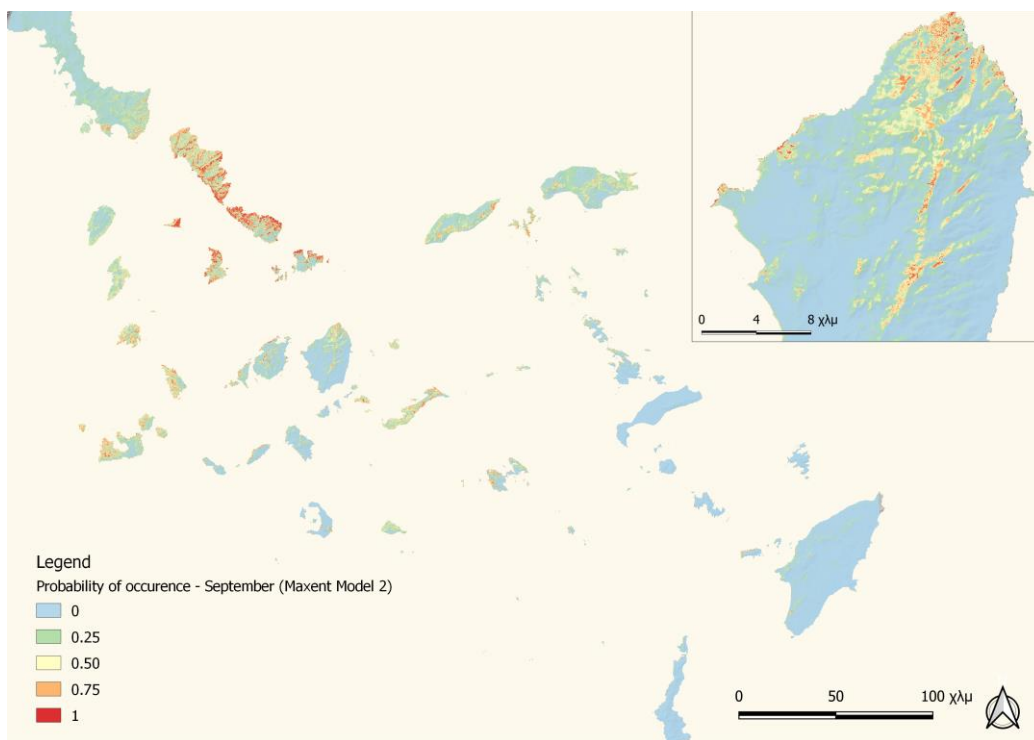 0 4 8 χλμ
Legend
Probability of occurence - September (Maxent Model 2)
0
0.25
0.50
0.75
1
0 50 100 χλμ